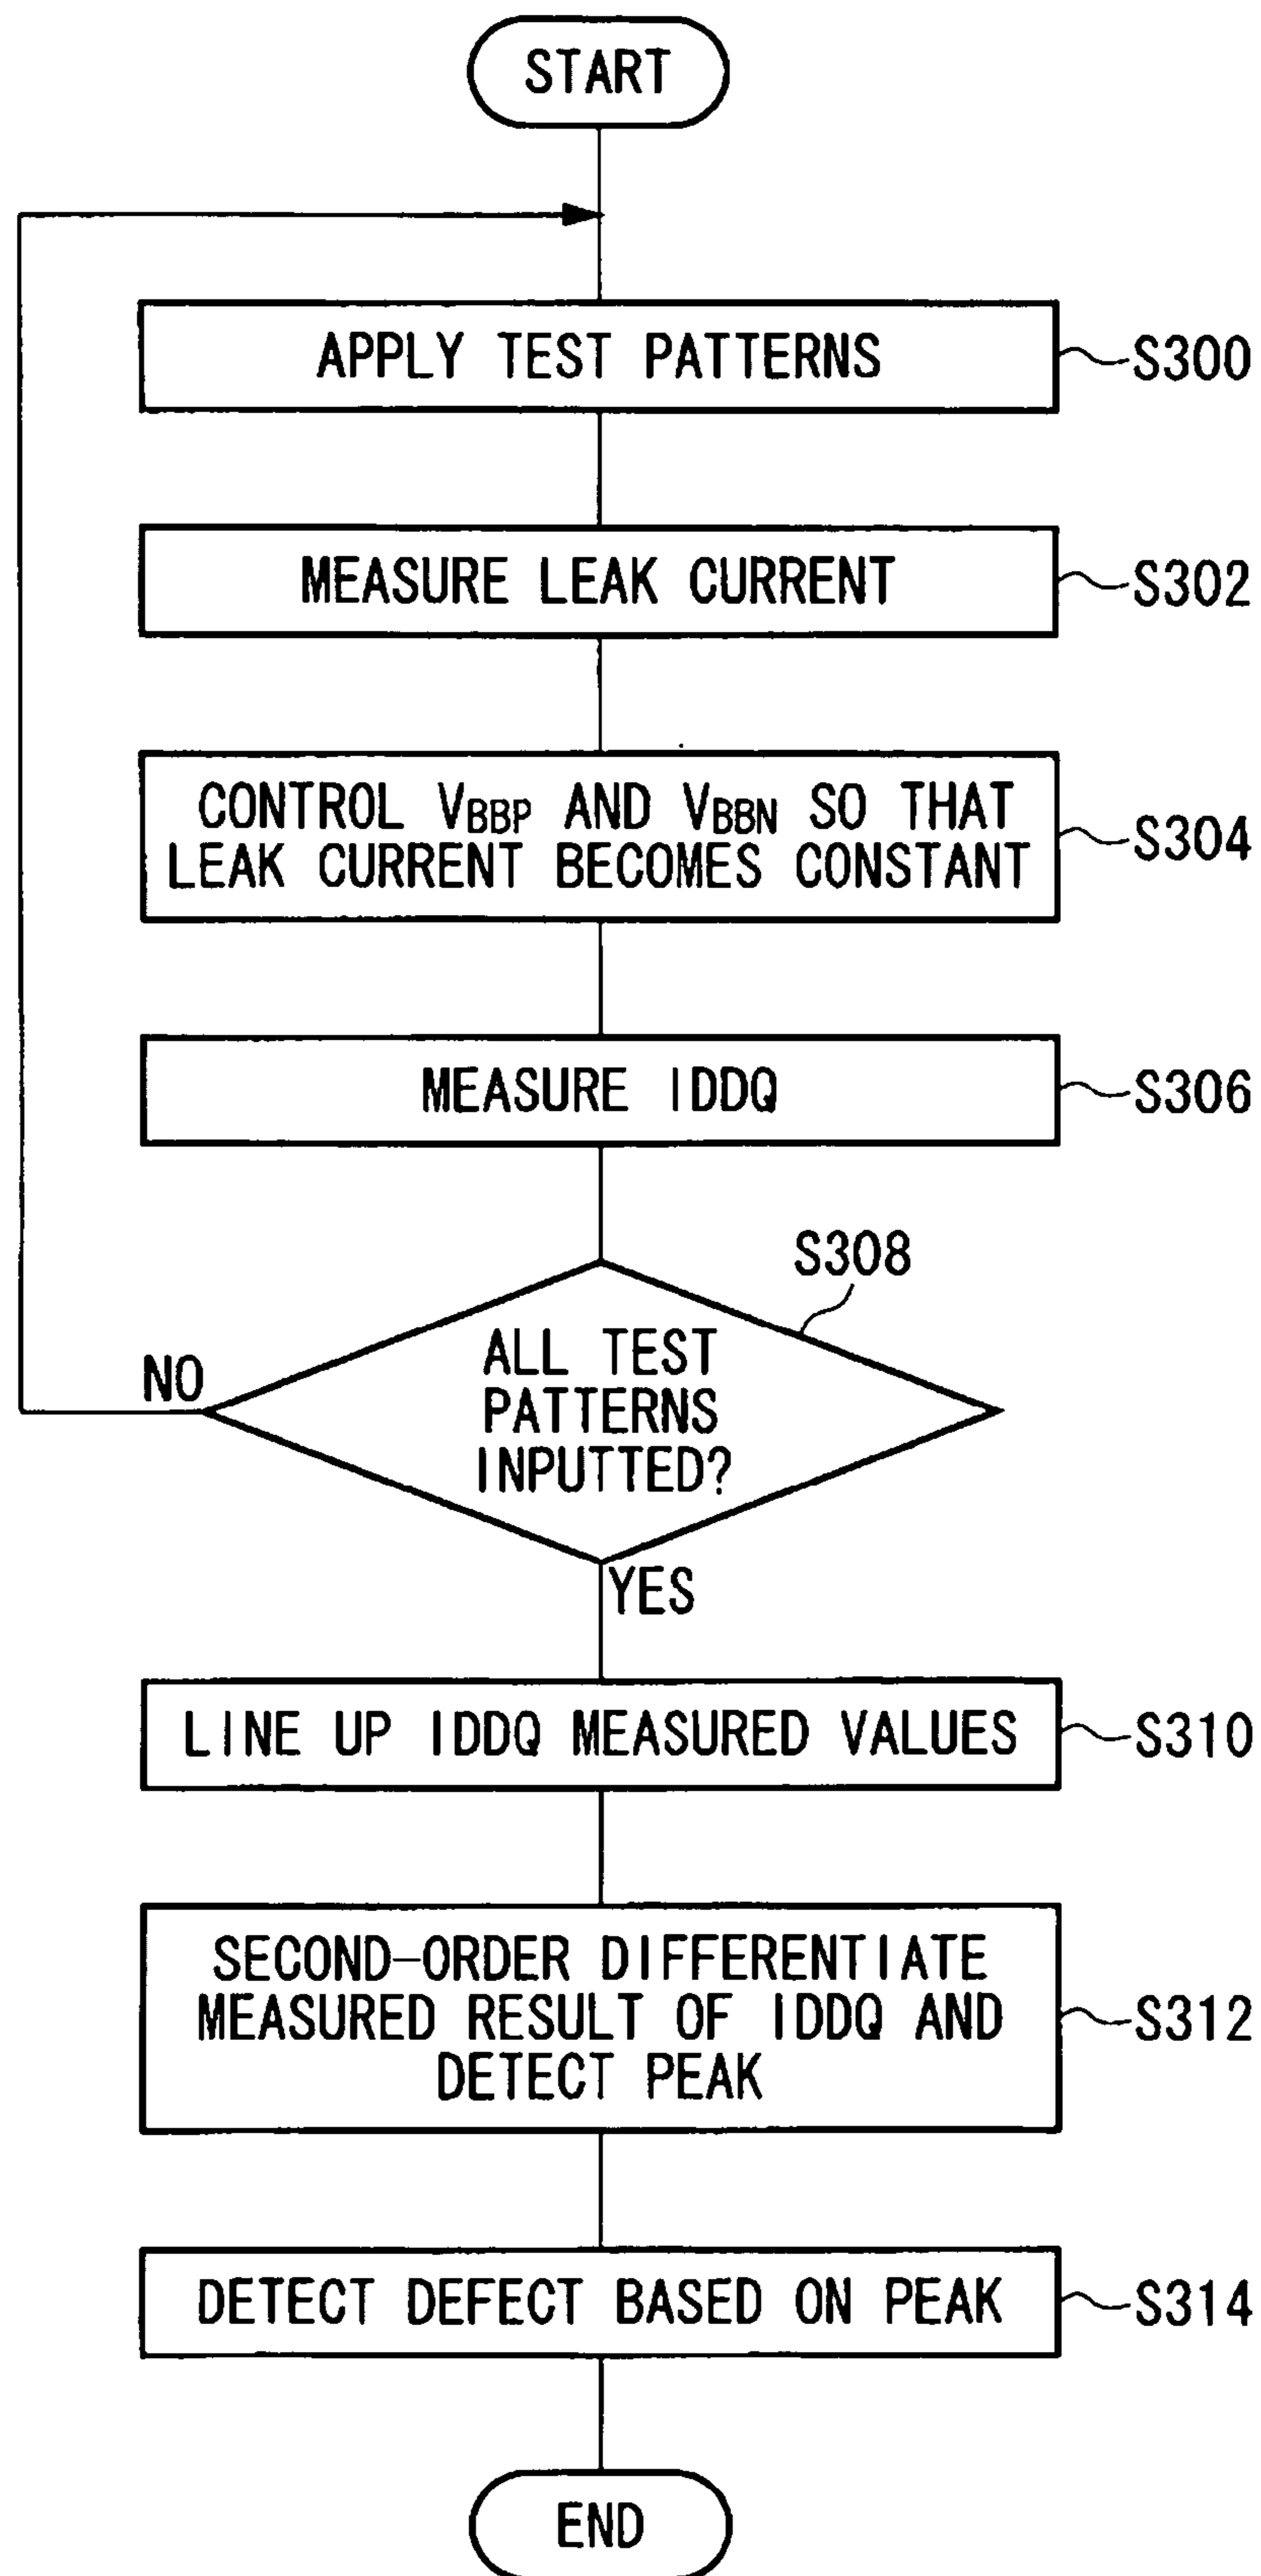 START
APPLY TEST PATTERNS
S300
MEASURE LEAK CURRENT
S302
CONTROL VBBP AND VBBN SO THAT
LEAK CURRENT BECOMES CONSTANT
S304
MEASURE IDDQ
S306
S308
ALL TEST
PATTERNS
INPUTTED?
NO
YES
LINE UP IDDQ MEASURED VALUES
S310
SECOND-ORDER DIFFERENTIATE
MEASURED RESULT OF IDDQ AND
DETECT PEAK
S312
DETECT DEFECT BASED ON PEAK
S314
END